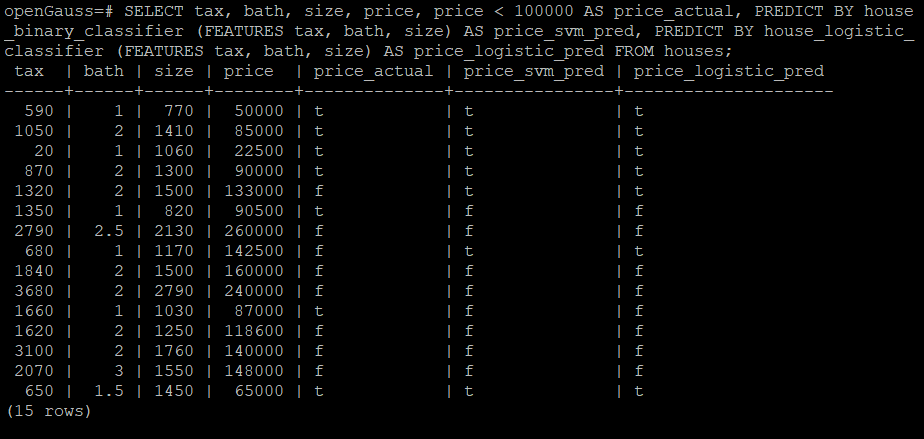 openGauss=# SELECT tax, bath, size, price, price < 100000 AS price_actual, PREDICT BY house
_binary_classifier (FEATURES tax, bath, size) AS price_svm_pred, PREDICT BY house_logistic_
classifier (FEATURES tax, bath, size) AS price_logistic_pred FROM houses;
 tax  | bath | size | price  | price_actual | price_svm_pred | price_logistic_pred
------+------+------+--------+--------------+----------------+---------------------
  590 |    1 |  770 |  50000 | t            | t              | t
 1050 |    2 | 1410 |  85000 | t            | t              | t
   20 |    1 | 1060 |  22500 | t            | t              | t
  870 |    2 | 1300 |  90000 | t            | t              | t
 1320 |    2 | 1500 | 133000 | f            | t              | t
 1350 |    1 |  820 |  90500 | t            | f              | f
 2790 |  2.5 | 2130 | 260000 | f            | f              | f
  680 |    1 | 1170 | 142500 | f            | t              | t
 1840 |    2 | 1500 | 160000 | f            | f              | f
 3680 |    2 | 2790 | 240000 | f            | f              | f
 1660 |    1 | 1030 |  87000 | t            | f              | f
 1620 |    2 | 1250 | 118600 | f            | f              | f
 3100 |    2 | 1760 | 140000 | f            | f              | f
 2070 |    3 | 1550 | 148000 | f            | f              | f
  650 |  1.5 | 1450 |  65000 | t            | t              | t
(15 rows)